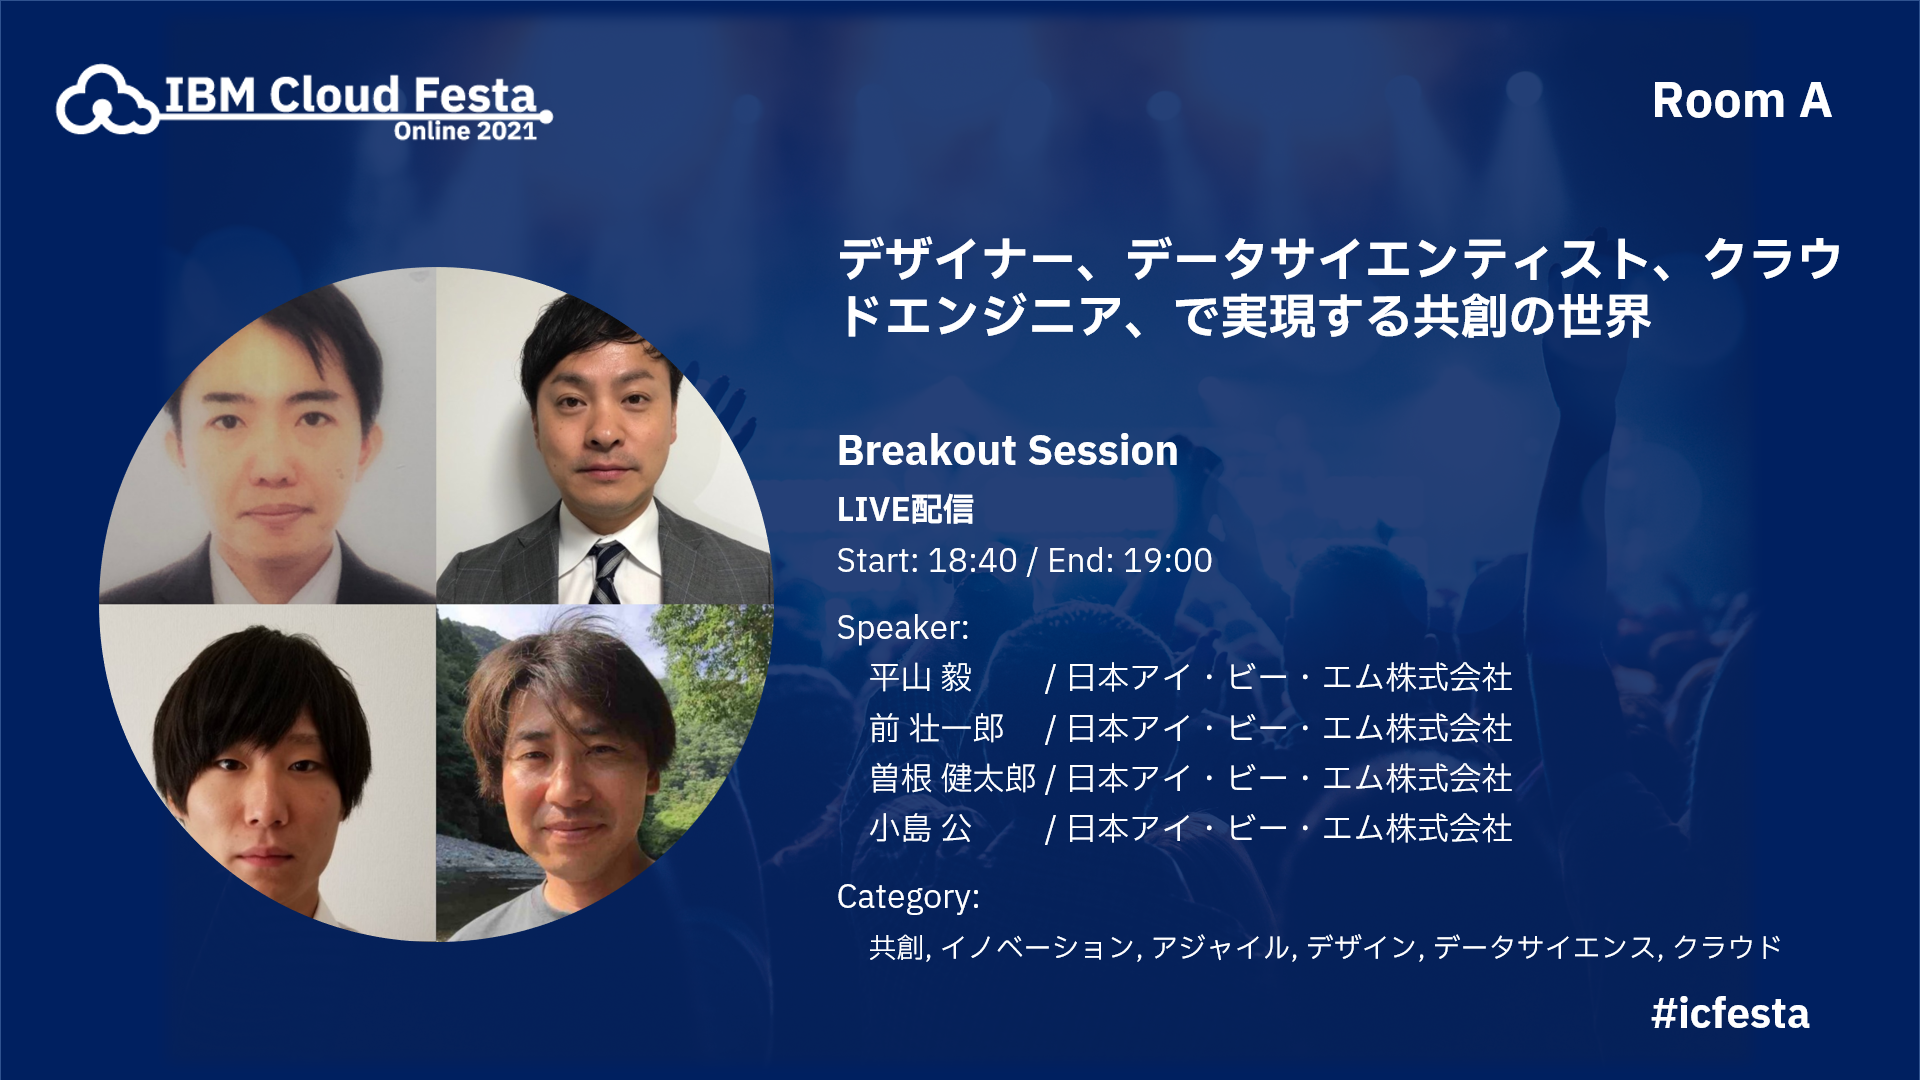 IBM Cloud Festa
Online 2021
Room A
デザイナー、データサイエンティスト、クラウ
ドエンジニア、で実現する共創の世界
Breakout Session
LIVE配信
Start: 18:40 / End: 19:00
Speaker:
平山 毅 / 日本アイ・ビー・エム株式会社
前 壮一郎 / 日本アイ・ビー・エム株式会社
曽根 健太郎 / 日本アイ・ビー・エム株式会社
小島 公 / 日本アイ・ビー・エム株式会社
Category:
共創, イノベーション, アジャイル, デザイン, データサイエンス, クラウド
#icfesta